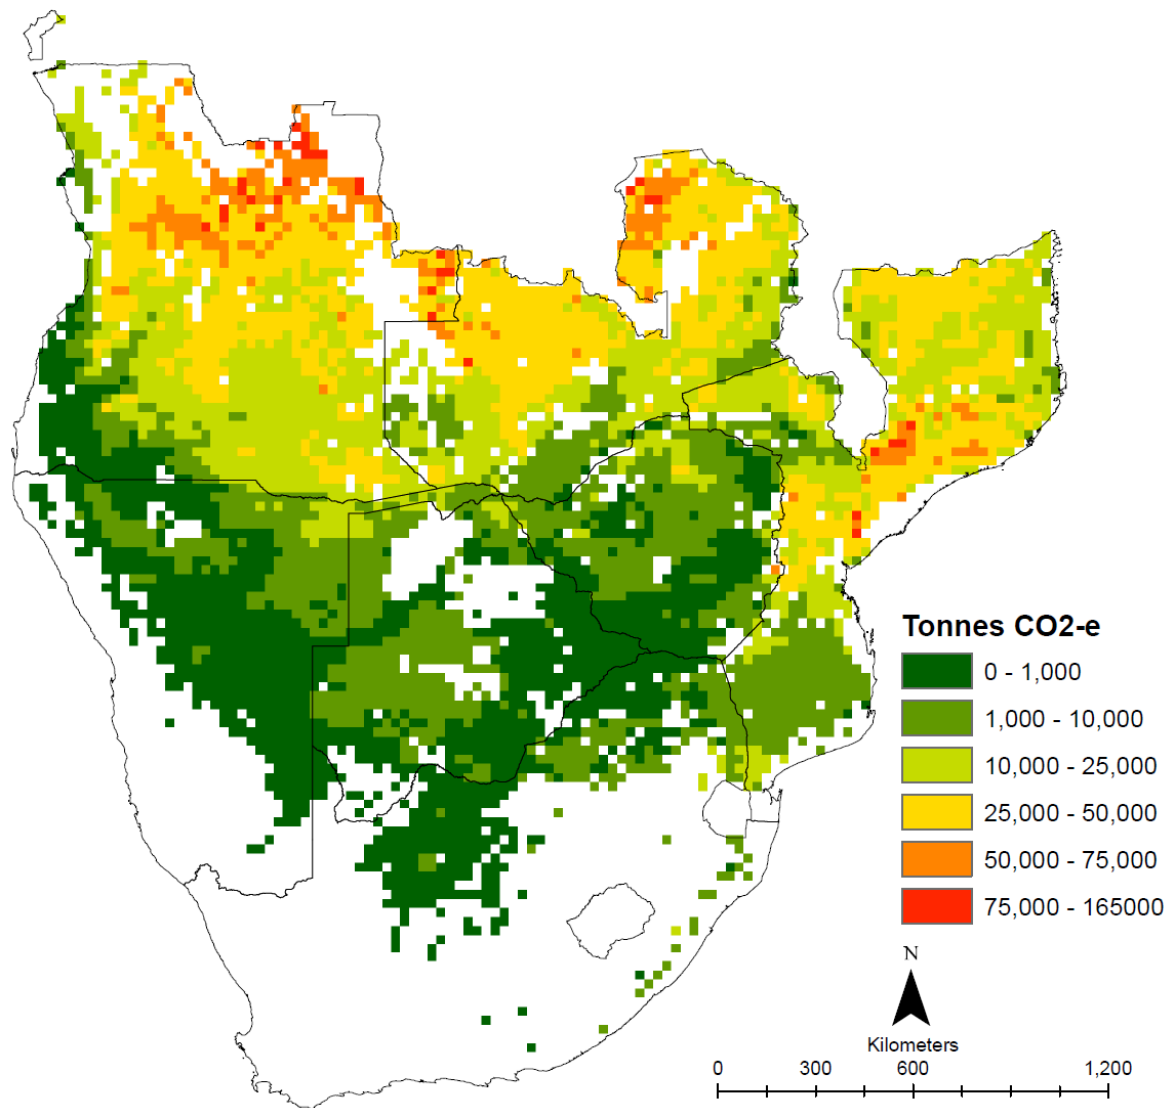 Tonnes CO2-e
0 - 1,000
1,000 - 10,000
10,000 - 25,000
25,000 - 50,000
50,000 - 75,000
75,000 - 165000
N
Kilometers
0 300 600 1,200